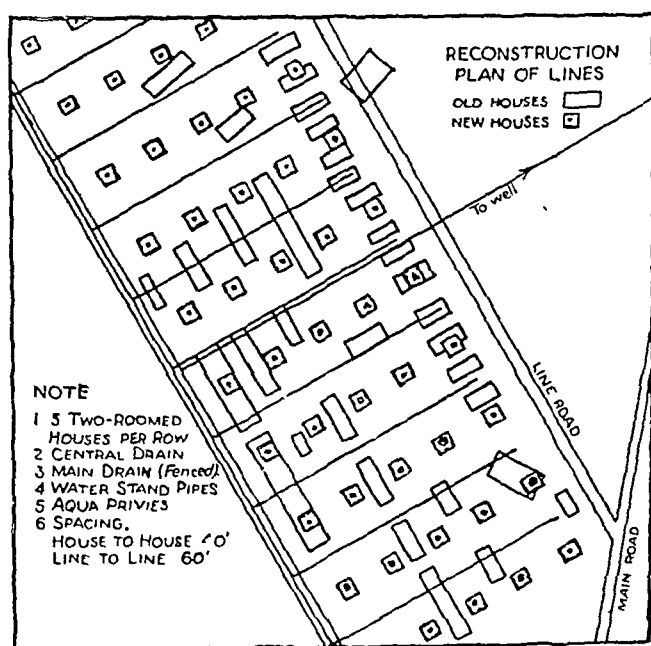 RECONSTRUCTION
PLAN OF LINES
OLD HOUSES
NEW HOUSES
To well
LINE ROAD
MAIN ROAD
NOTE
1 5 TWO-ROOMED
HOUSES PER ROW
2 CENTRAL DRAIN
3 MAIN DRAIN (Fenced)
4 WATER STAND PIPES
5 AQUA PRIVIES
6 SPACING.
HOUSE TO HOUSE
LINE TO LINE 60'